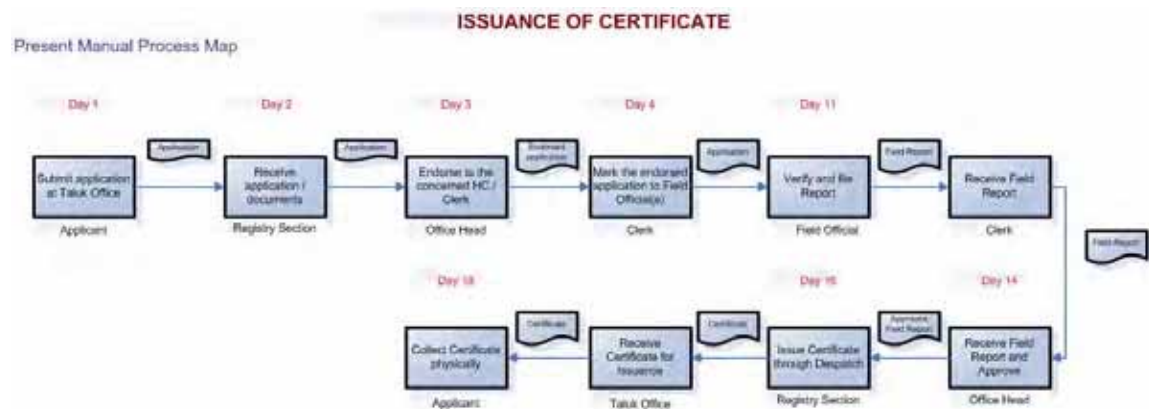 ISSUANCE OF CERTIFICATE
Present Manual Process Map
Day 1
Day 2
Day 3
Day 4
Day 11
Application
Application
Endorsed
application
Application
Field Report
Submit application
at Taluk Office
Receive
application /
documents
Endorse to the
concerned HC /
Clerk
Mark the endorsed
application to Field
Official(s)
Verify and
Report
Receive Field
Report
Applicant
Registry Section
Office Head
Clerk
Field Official
Clerk
Field Report
Day
Day
Day 14
Certificate
Certificate
Field Report
Collect Certificate
physically
Receive
Certificate for
Issuance
Issue Certificate
through Despatch
Receive Field
Report and
Approve
Applicant
Taluk Office
Registry Section
Office Head